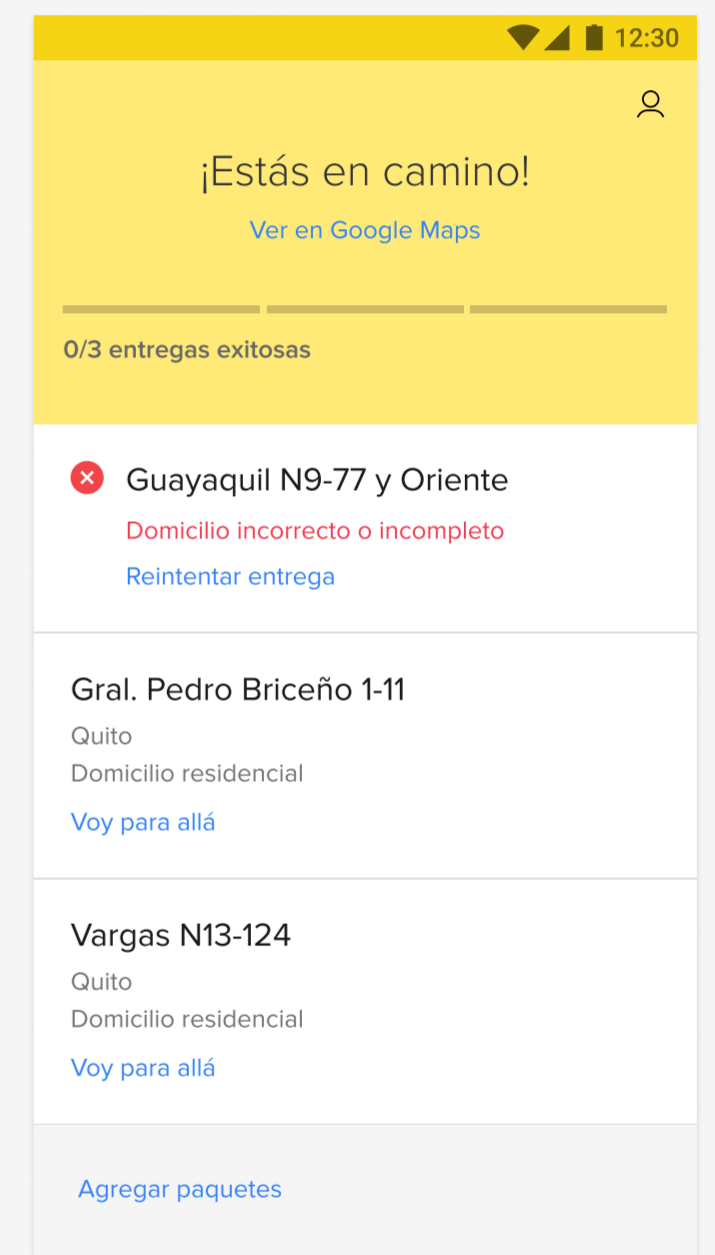 12:30
¡Estás en camino!
Ver en Google Maps
0/3 entregas exitosas
Guayaquil N9-77 y Oriente
Domicilio incorrecto o incompleto
Reintentar entrega
Gral. Pedro Briceño 1-11
Quito
Domicilio residencial
Voy para allá
Vargas N13-124
Quito
Domicilio residencial
Voy para allá
Agregar paquetes